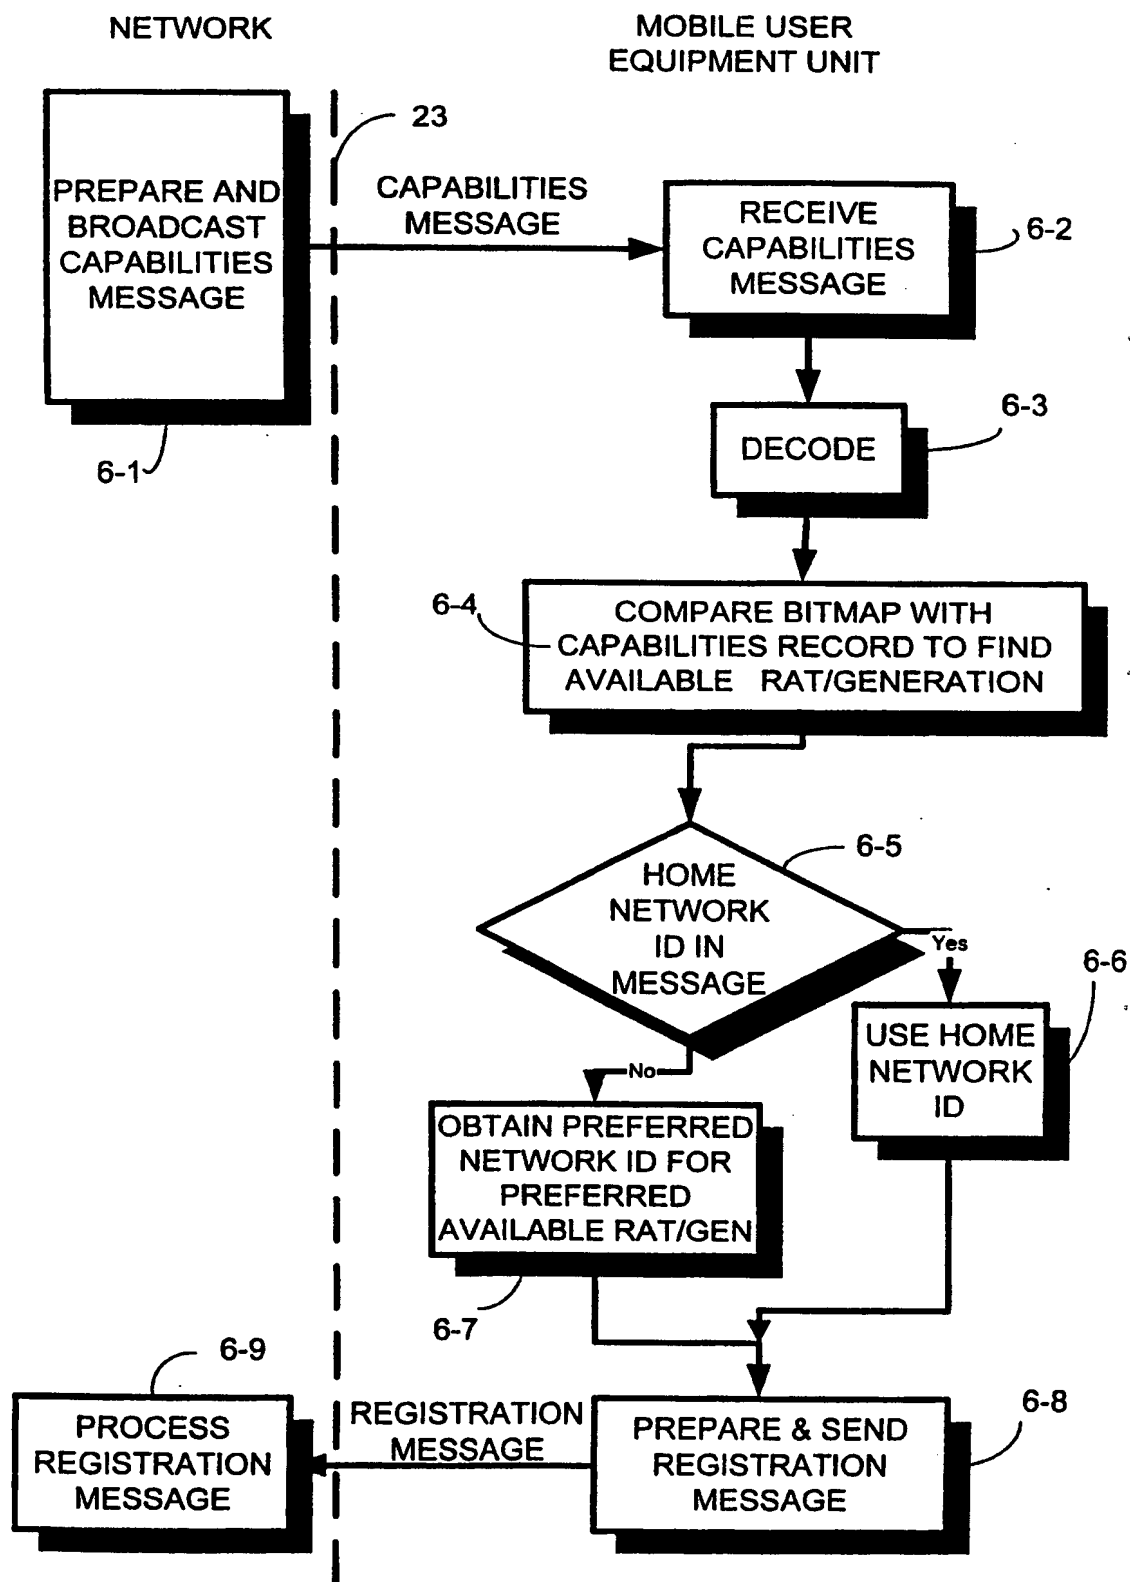 NETWORK
MOBILE USER
EQUIPMENT UNIT
23
PREPARE AND
BROADCAST
CAPABILITIES
MESSAGE
CAPABILITIES
MESSAGE
RECEIVE
CAPABILITIES
MESSAGE
6-2
6-1
6-3
DECODE
6-4
COMPARE BITMAP WITH
CAPABILITIES RECORD TO FIND
AVAILABLE RAT/GENERATION
6-5
HOME
NETWORK
ID IN
MESSAGE
Yes
6-6
USE HOME
NETWORK
ID
No
OBTAIN PREFERRED
NETWORK ID FOR
PREFERRED
AVAILABLE RAT/GEN
6-7
6-9
PROCESS
REGISTRATION
MESSAGE
REGISTRATION
MESSAGE
PREPARE & SEND
REGISTRATION
MESSAGE
6-8